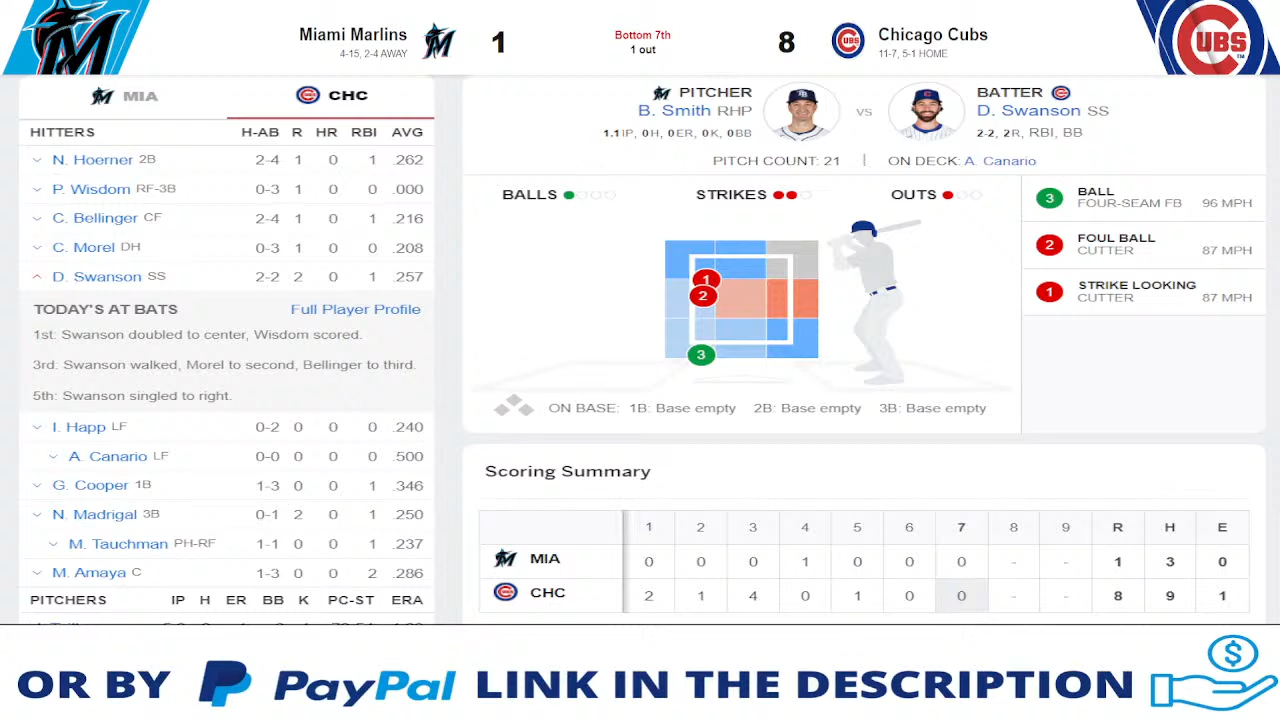 Miami Marlins
4-15, 2-4 AWAY
1
Bottom 7th
1 out
8
Chicago Cubs
11-7, 5-1 HOME
CUBS
TM
MIA
CHC
HITTERS H-AB R HR RBI AVG
N. Hoerner 2B 2-4 1 0 1 .262
P. Wisdom RF-3B 0-3 1 0 0 .000
C. Bellinger CF 2-4 1 0 1 .216
C. Morel DH 0-3 1 0 0 .208
D. Swanson SS 2-2 2 0 1 .257
TODAY'S AT BATS Full Player Profile
1st: Swanson doubled to center, Wisdom scored.
3rd: Swanson walked, Morel to second, Bellinger to third.
5th: Swanson singled to right.
I. Happ LF 0-2 0 0 0 .240
A. Canario LF 0-0 0 0 0 .500
G. Cooper 1B 1-3 0 0 1 .346
N. Madrigal 3B 0-1 2 0 1 .250
M. Tauchman PH-RF 1-1 0 0 1 .237
M. Amaya C 1-3 0 0 2 .286
PITCHERS IP H ER BB K PC-ST ERA
PITCHER
B. Smith RHP
1.1IP, 0H, 0ER, 0K, 0BB
VS
BATTER
D. Swanson SS
2-2, 2R, RBI, BB
PITCH COUNT: 21 | ON DECK: A. Canario
BALLS STRIKES OUTS
1
2
3
ON BASE: 1B: Base empty 2B: Base empty 3B: Base empty
3 BALL
FOUR-SEAM FB 96 MPH
2 FOUL BALL
CUTTER 87 MPH
1 STRIKE LOOKING
CUTTER 87 MPH
Scoring Summary
1 2 3 4 5 6 7 8 9 R H E
MIA 0 0 0 1 0 0 0 - - 1 3 0
CHC 2 1 4 0 1 0 0 - - 8 9 1
OR BY PayPal LINK IN THE DESCRIPTION
$